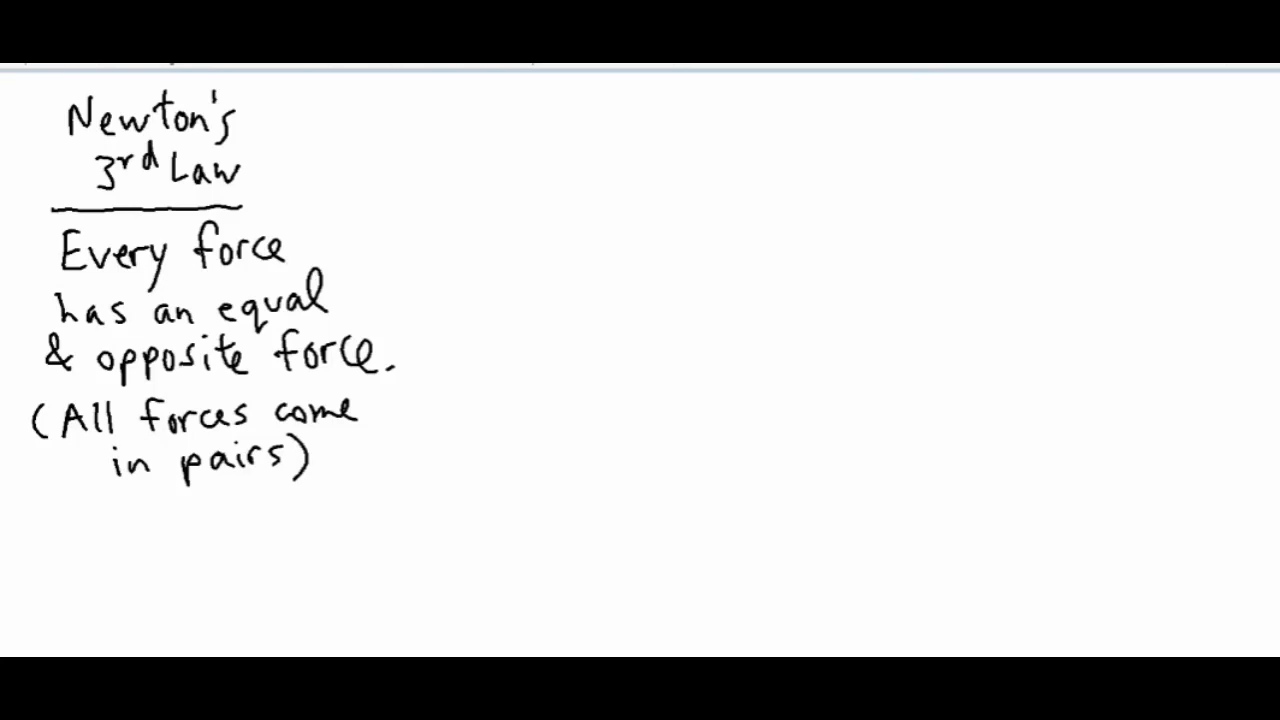 Newton's
3rd Law
Every force
has an equal
& opposite force.
(All forces come
in pairs)